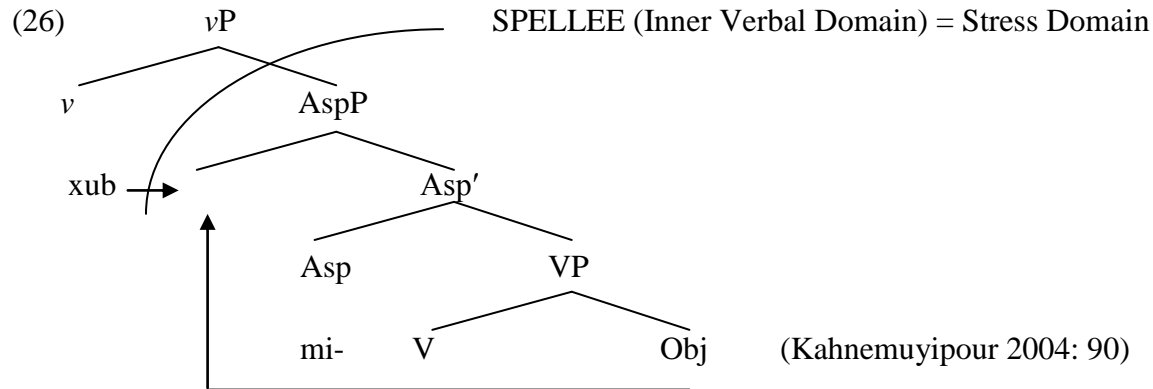 (26) vP SPELLEE (Inner Verbal Domain) = Stress Domain
v AspP
xub Asp′
Asp VP
mi- V Obj (Kahnemuyipour 2004: 90)